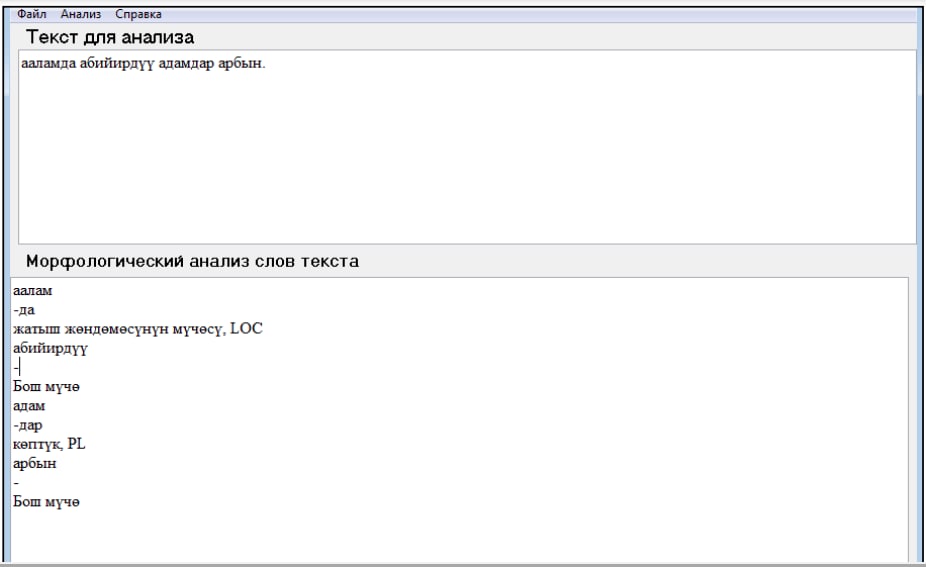 Файл Анализ Справка
Текст для анализа
ааламда абийирдүү адамдар арбын.
Морфологический анализ слов текста
аалам
-да
жатыш жөндөмөсүнүн мүчөсү, LOC
абийирдүү
-
Бош мүчө
адам
-дар
көптүк, PL
арбын
-
Бош мүчө